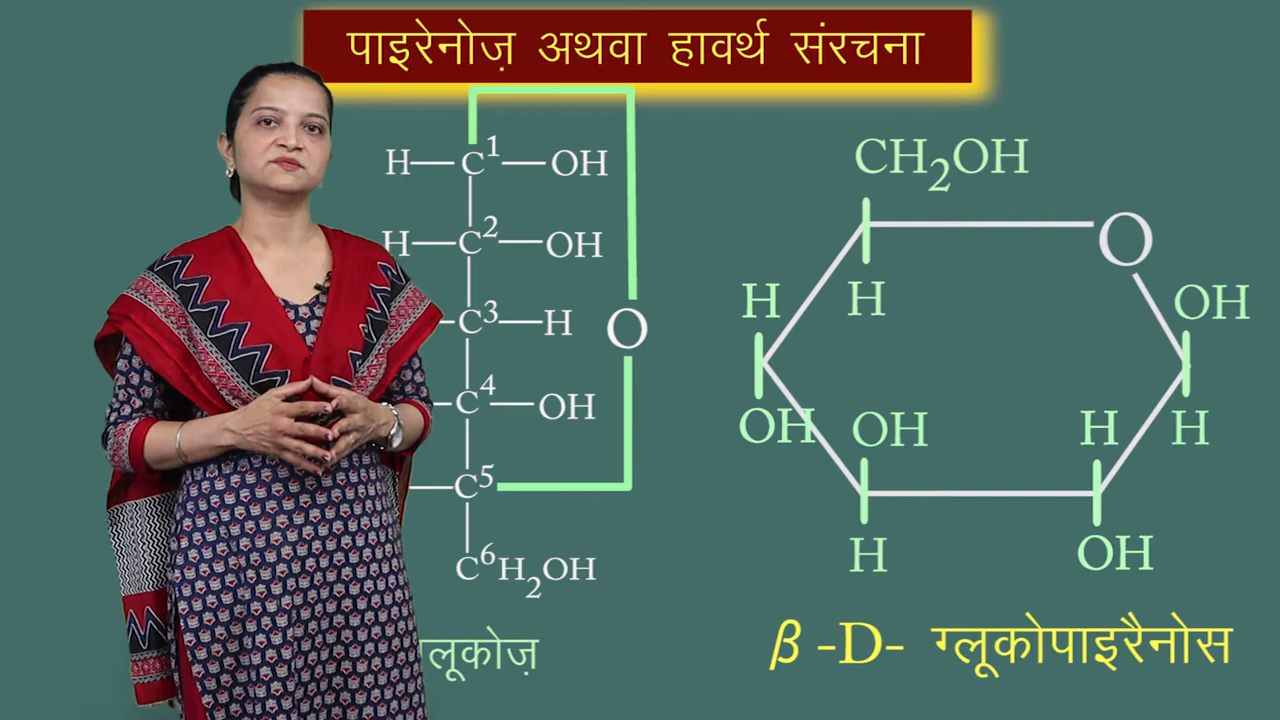 पाइरेनोज़ अथवा हावर्थ संरचना
H—C1—OH
H—C2—OH
C3—H
O
C4—OH
C5
C6H2OH
लूकोज़
CH2OH
O
H
H
OH
OH
OH
H
H
H
OH
β -D- ग्लूकोपाइरैनोस